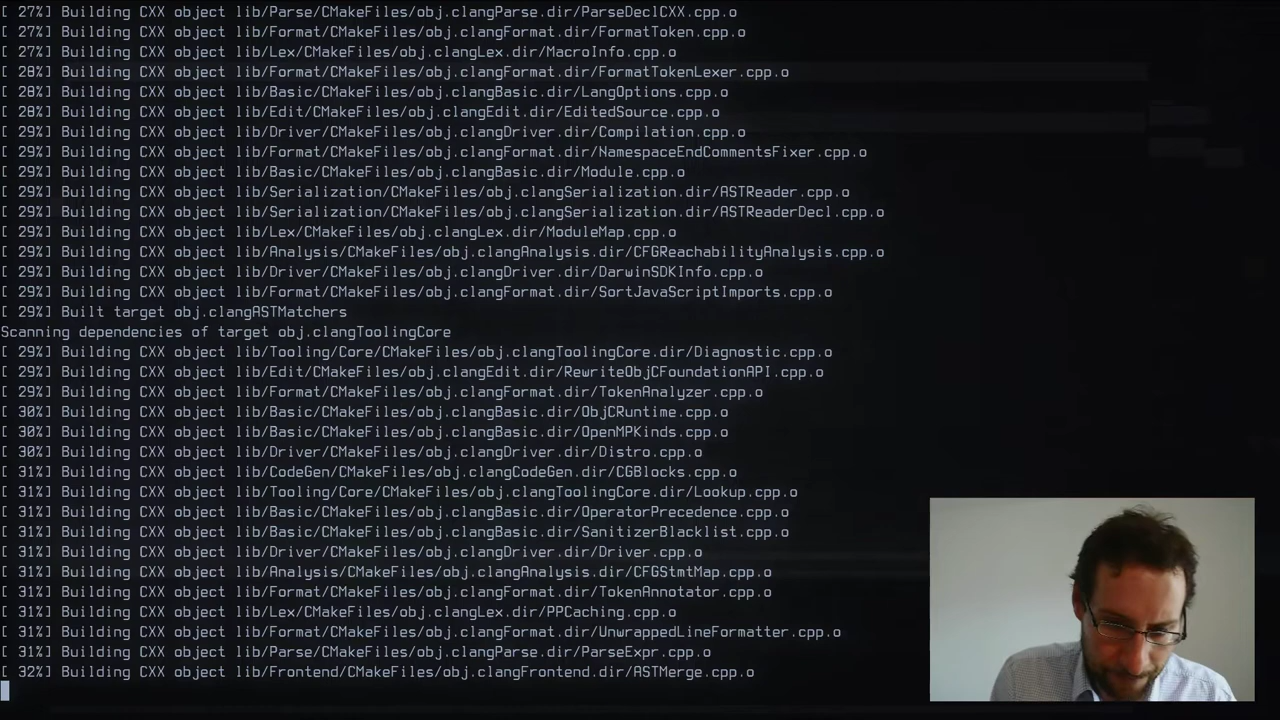 [ 27%] Building CXX object lib/Parse/CMakeFiles/obj.clangParse.dir/ParseDeclCXX.cpp.o
[ 27%] Building CXX object lib/Format/CMakeFiles/obj.clangFormat.dir/FormatToken.cpp.o
[ 27%] Building CXX object lib/Lex/CMakeFiles/obj.clangLex.dir/MacroInfo.cpp.o
[ 28%] Building CXX object lib/Format/CMakeFiles/obj.clangFormat.dir/FormatTokenLexer.cpp.o
[ 28%] Building CXX object lib/Basic/CMakeFiles/obj.clangBasic.dir/LangOptions.cpp.o
[ 28%] Building CXX object lib/Edit/CMakeFiles/obj.clangEdit.dir/EditedSource.cpp.o
[ 29%] Building CXX object lib/Driver/CMakeFiles/obj.clangDriver.dir/Compilation.cpp.o
[ 29%] Building CXX object lib/Format/CMakeFiles/obj.clangFormat.dir/NamespaceEndCommentsFixer.cpp.o
[ 29%] Building CXX object lib/Basic/CMakeFiles/obj.clangBasic.dir/Module.cpp.o
[ 29%] Building CXX object lib/Serialization/CMakeFiles/obj.clangSerialization.dir/ASTReader.cpp.o
[ 29%] Building CXX object lib/Serialization/CMakeFiles/obj.clangSerialization.dir/ASTReaderDecl.cpp.o
[ 29%] Building CXX object lib/Lex/CMakeFiles/obj.clangLex.dir/ModuleMap.cpp.o
[ 29%] Building CXX object lib/Analysis/CMakeFiles/obj.clangAnalysis.dir/CFGReachabilityAnalysis.cpp.o
[ 29%] Building CXX object lib/Driver/CMakeFiles/obj.clangDriver.dir/DarwinSDKInfo.cpp.o
[ 29%] Building CXX object lib/Format/CMakeFiles/obj.clangFormat.dir/SortJavaScriptImports.cpp.o
[ 29%] Built target obj.clangASTMatchers
Scanning dependencies of target obj.clangToolingCore
[ 29%] Building CXX object lib/Tooling/Core/CMakeFiles/obj.clangToolingCore.dir/Diagnostic.cpp.o
[ 29%] Building CXX object lib/Edit/CMakeFiles/obj.clangEdit.dir/RewriteObjCFoundationAPI.cpp.o
[ 29%] Building CXX object lib/Format/CMakeFiles/obj.clangFormat.dir/TokenAnalyzer.cpp.o
[ 30%] Building CXX object lib/Basic/CMakeFiles/obj.clangBasic.dir/ObjCRuntime.cpp.o
[ 30%] Building CXX object lib/Basic/CMakeFiles/obj.clangBasic.dir/OpenMPKinds.cpp.o
[ 30%] Building CXX object lib/Driver/CMakeFiles/obj.clangDriver.dir/Distro.cpp.o
[ 31%] Building CXX object lib/CodeGen/CMakeFiles/obj.clangCodeGen.dir/CGBlocks.cpp.o
[ 31%] Building CXX object lib/Tooling/Core/CMakeFiles/obj.clangToolingCore.dir/Lookup.cpp.o
[ 31%] Building CXX object lib/Basic/CMakeFiles/obj.clangBasic.dir/OperatorPrecedence.cpp.o
[ 31%] Building CXX object lib/Basic/CMakeFiles/obj.clangBasic.dir/SanitizerBlacklist.cpp.o
[ 31%] Building CXX object lib/Driver/CMakeFiles/obj.clangDriver.dir/Driver.cpp.o
[ 31%] Building CXX object lib/Analysis/CMakeFiles/obj.clangAnalysis.dir/CFGStmtMap.cpp.o
[ 31%] Building CXX object lib/Format/CMakeFiles/obj.clangFormat.dir/TokenAnnotator.cpp.o
[ 31%] Building CXX object lib/Lex/CMakeFiles/obj.clangLex.dir/PPCaching.cpp.o
[ 31%] Building CXX object lib/Format/CMakeFiles/obj.clangFormat.dir/UnwrappedLineFormatter.cpp.o
[ 31%] Building CXX object lib/Parse/CMakeFiles/obj.clangParse.dir/ParseExpr.cpp.o
[ 32%] Building CXX object lib/Frontend/CMakeFiles/obj.clangFrontend.dir/ASTMerge.cpp.o